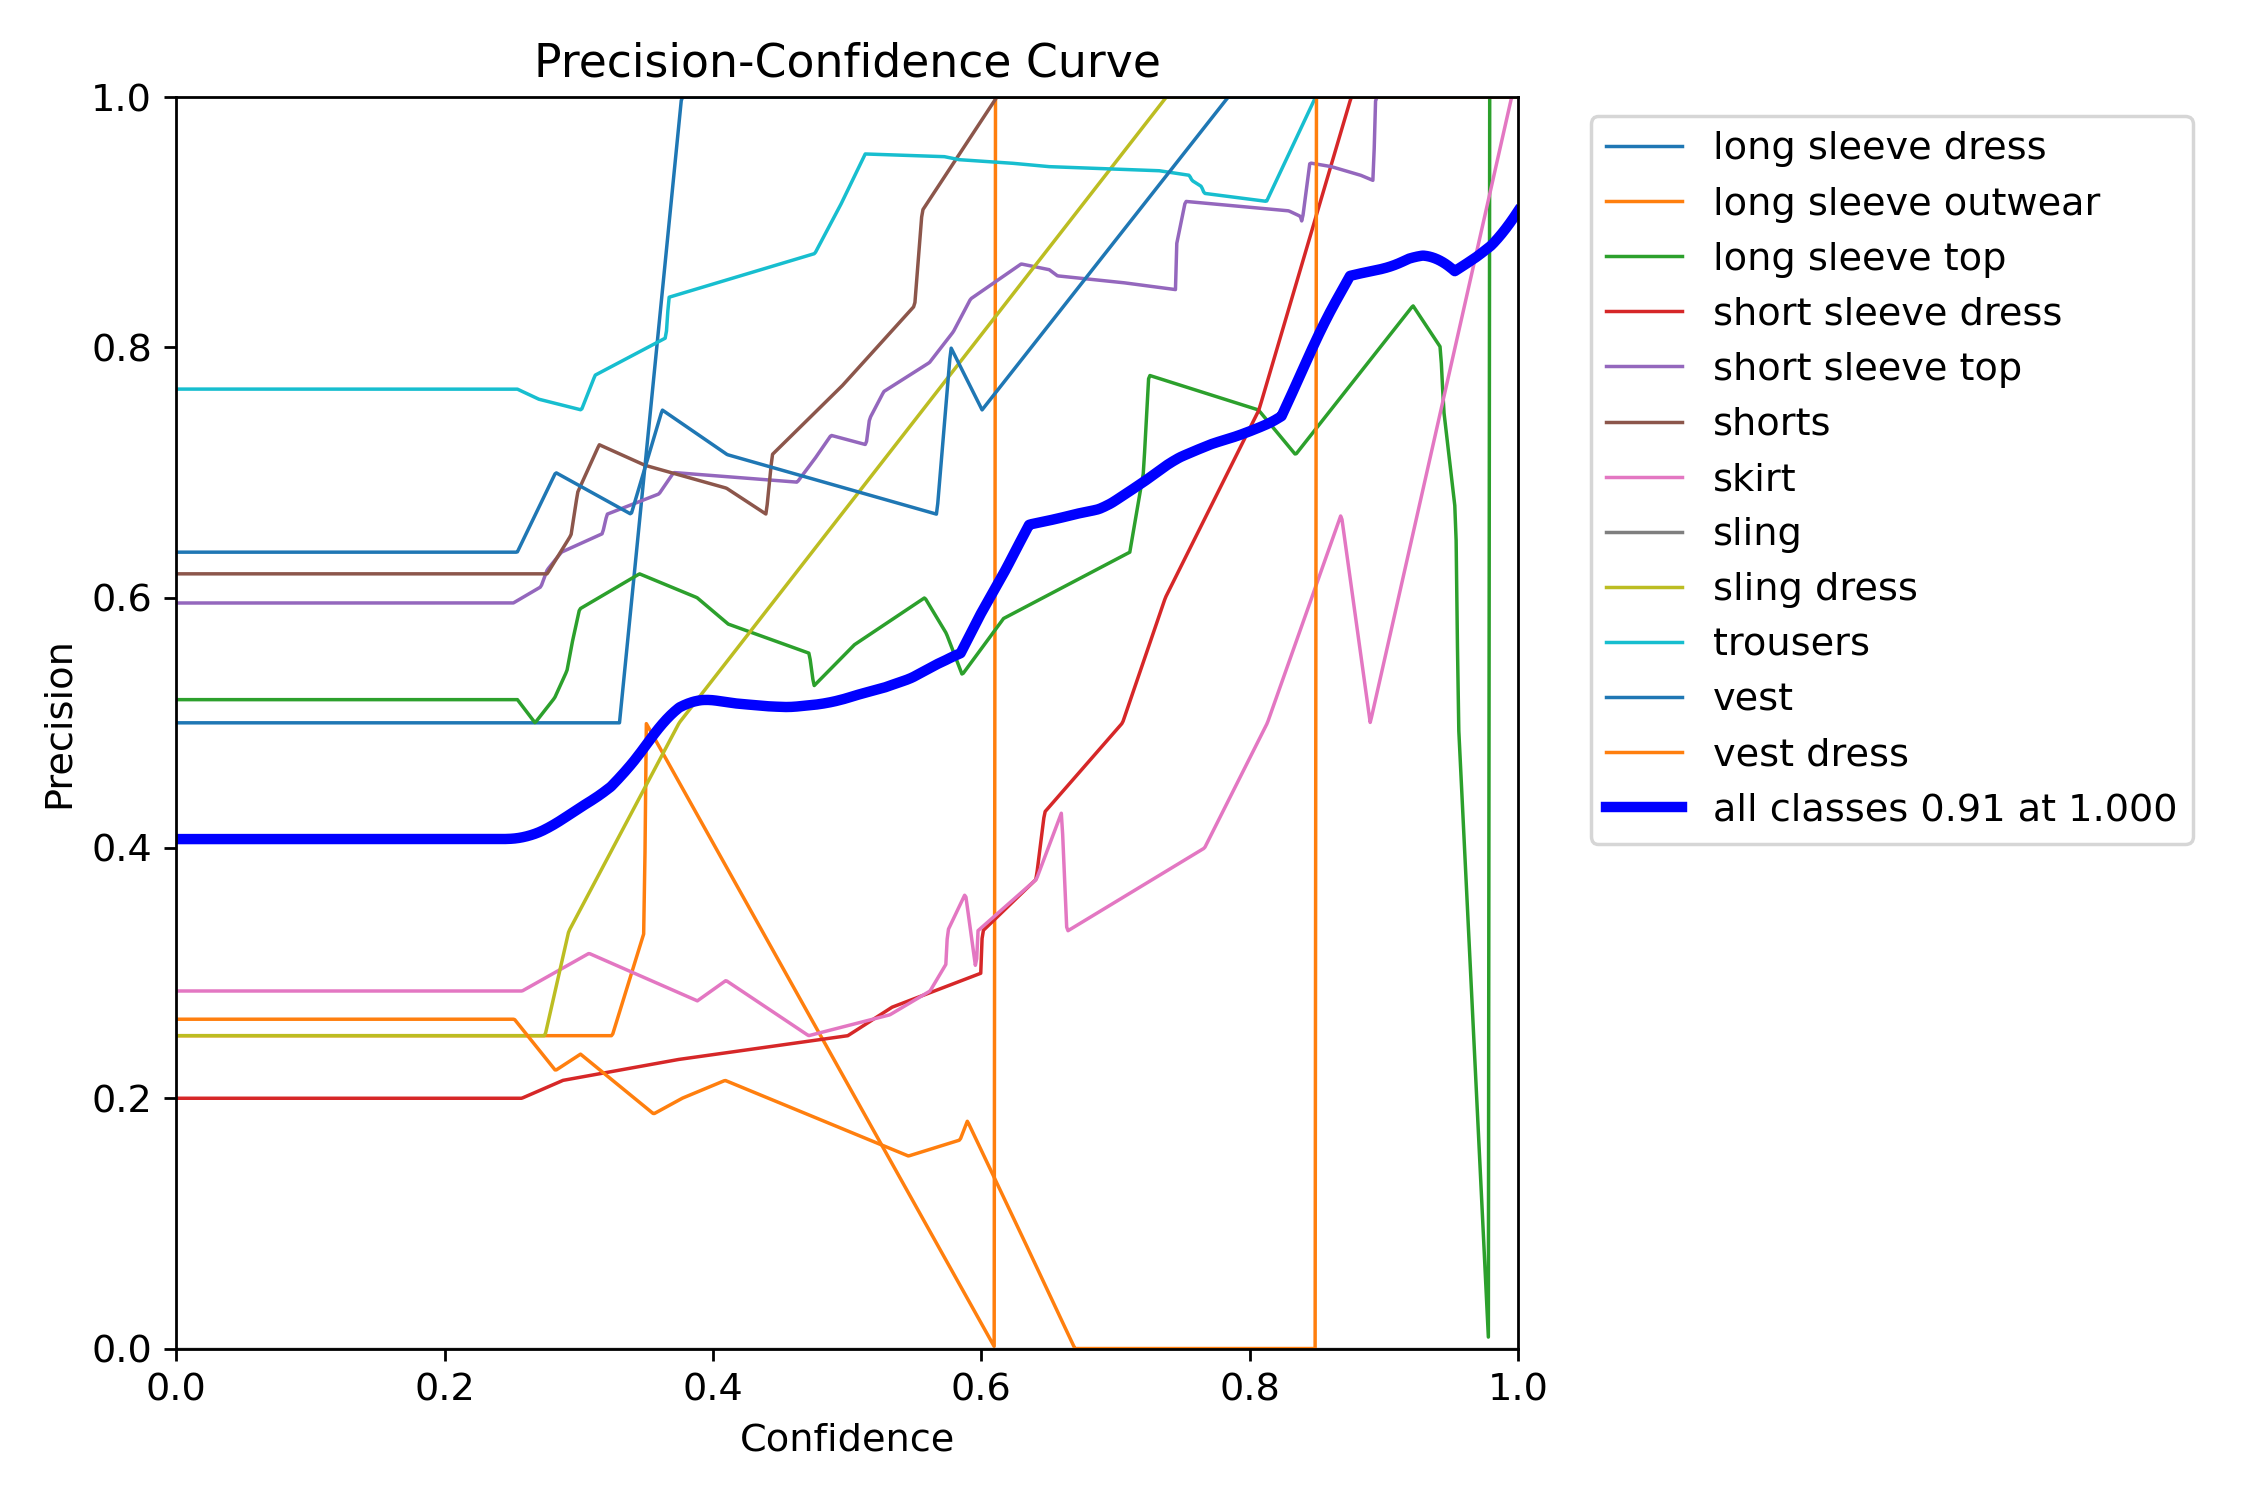 Precision-Confidence Curve
1.0
0.8
0.6
0.4
0.2
0.0
Precision
0.0 0.2 0.4 0.6 0.8 1.0
Confidence
long sleeve dress
long sleeve outwear
long sleeve top
short sleeve dress
short sleeve top
shorts
skirt
sling
sling dress
trousers
vest
vest dress
all classes 0.91 at 1.000